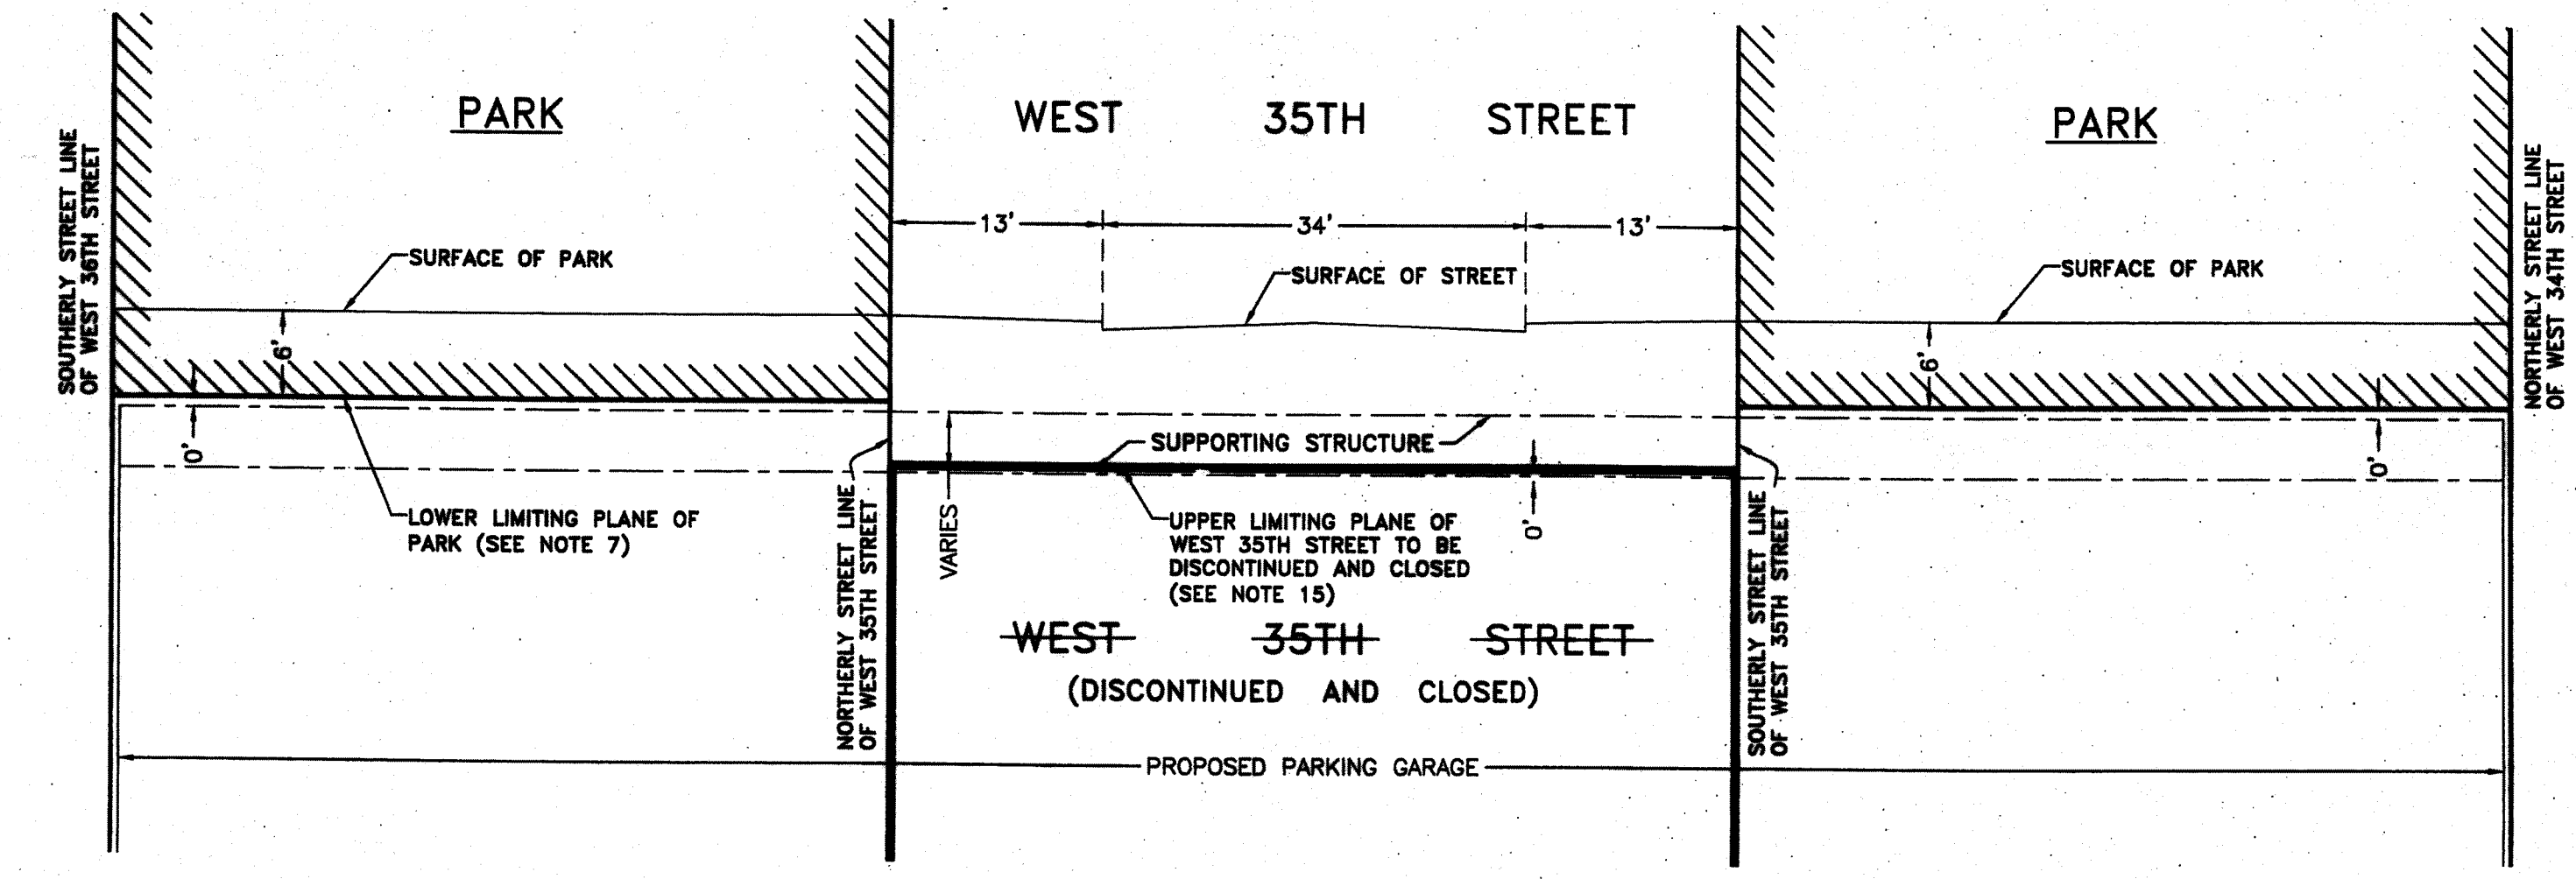 PARK
WEST 35TH STREET
PARK
SOUTHERLY STREET LINE
OF WEST 36TH STREET
NORTHERLY STREET LINE
OF WEST 34TH STREET
13'
34'
13'
SURFACE OF PARK
SURFACE OF STREET
SURFACE OF PARK
6'
6'
0'
SUPPORTING STRUCTURE
0'
LOWER LIMITING PLANE OF
PARK (SEE NOTE 7)
NORTHERLY STREET LINE
OF WEST 35TH STREET
VARIES
UPPER LIMITING PLANE OF
WEST 35TH STREET TO BE
DISCONTINUED AND CLOSED
(SEE NOTE 15)
0'
SOUTHERLY STREET LINE
OF WEST 35TH STREET
WEST 35TH STREET
(DISCONTINUED AND CLOSED)
PROPOSED PARKING GARAGE